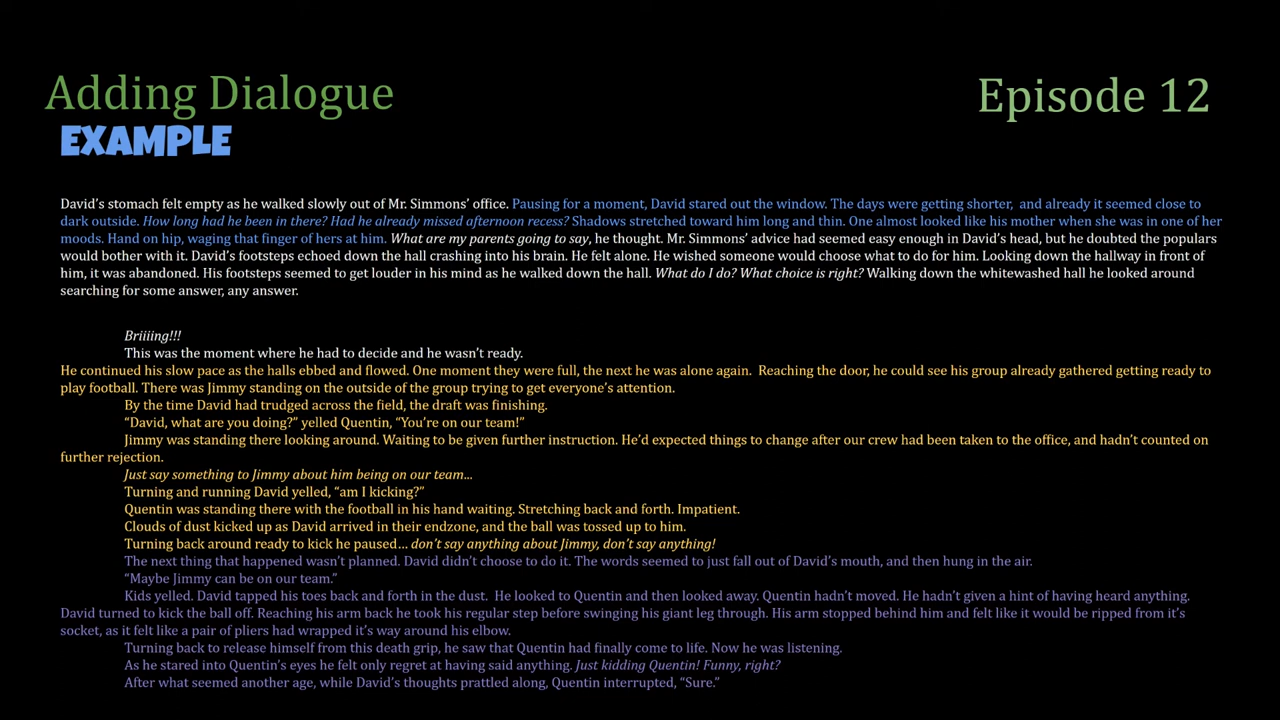 Adding Dialogue
Episode 12
EXAMPLE
David's stomach felt empty as he walked slowly out of Mr. Simmons' office. Pausing for a moment, David stared out the window. The days were getting shorter,  and already it seemed close to
dark outside. How long had he been in there? Had he already missed afternoon recess? Shadows stretched toward him long and thin. One almost looked like his mother when she was in one of her
moods. Hand on hip, waging that finger of hers at him. What are my parents going to say, he thought. Mr. Simmons' advice had seemed easy enough in David's head, but he doubted the populars
would bother with it. David's footsteps echoed down the hall crashing into his brain. He felt alone. He wished someone would choose what to do for him. Looking down the hallway in front of
him, it was abandoned. His footsteps seemed to get louder in his mind as he walked down the hall. What do I do? What choice is right? Walking down the whitewashed hall he looked around
searching for some answer, any answer.
Briiiing!!!
This was the moment where he had to decide and he wasn't ready.
He continued his slow pace as the halls ebbed and flowed. One moment they were full, the next he was alone again.  Reaching the door, he could see his group already gathered getting ready to
play football. There was Jimmy standing on the outside of the group trying to get everyone's attention.
By the time David had trudged across the field, the draft was finishing.
"David, what are you doing?" yelled Quentin, "You're on our team!"
Jimmy was standing there looking around. Waiting to be given further instruction. He'd expected things to change after our crew had been taken to the office, and hadn't counted on
further rejection.
Just say something to Jimmy about him being on our team...
Turning and running David yelled, "am I kicking?"
Quentin was standing there with the football in his hand waiting. Stretching back and forth. Impatient.
Clouds of dust kicked up as David arrived in their endzone, and the ball was tossed up to him.
Turning back around ready to kick he paused... don't say anything about Jimmy, don't say anything!
The next thing that happened wasn't planned. David didn't choose to do it. The words seemed to just fall out of David's mouth, and then hung in the air.
"Maybe Jimmy can be on our team."
Kids yelled. David tapped his toes back and forth in the dust.  He looked to Quentin and then looked away. Quentin hadn't moved. He hadn't given a hint of having heard anything.
David turned to kick the ball off. Reaching his arm back he took his regular step before swinging his giant leg through. His arm stopped behind him and felt like it would be ripped from it's
socket, as it felt like a pair of pliers had wrapped it's way around his elbow.
Turning back to release himself from this death grip, he saw that Quentin had finally come to life. Now he was listening.
As he stared into Quentin's eyes he felt only regret at having said anything. Just kidding Quentin! Funny, right?
After what seemed another age, while David's thoughts prattled along, Quentin interrupted, "Sure."